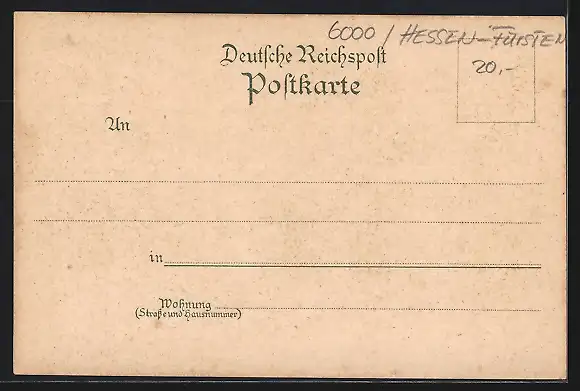 6000 / HESSEN-FÜRSTEN
Deutſche Reichspoſt
Poſtkarte
20,-
An
in
Wohnung
(Straße und Hausnummer)